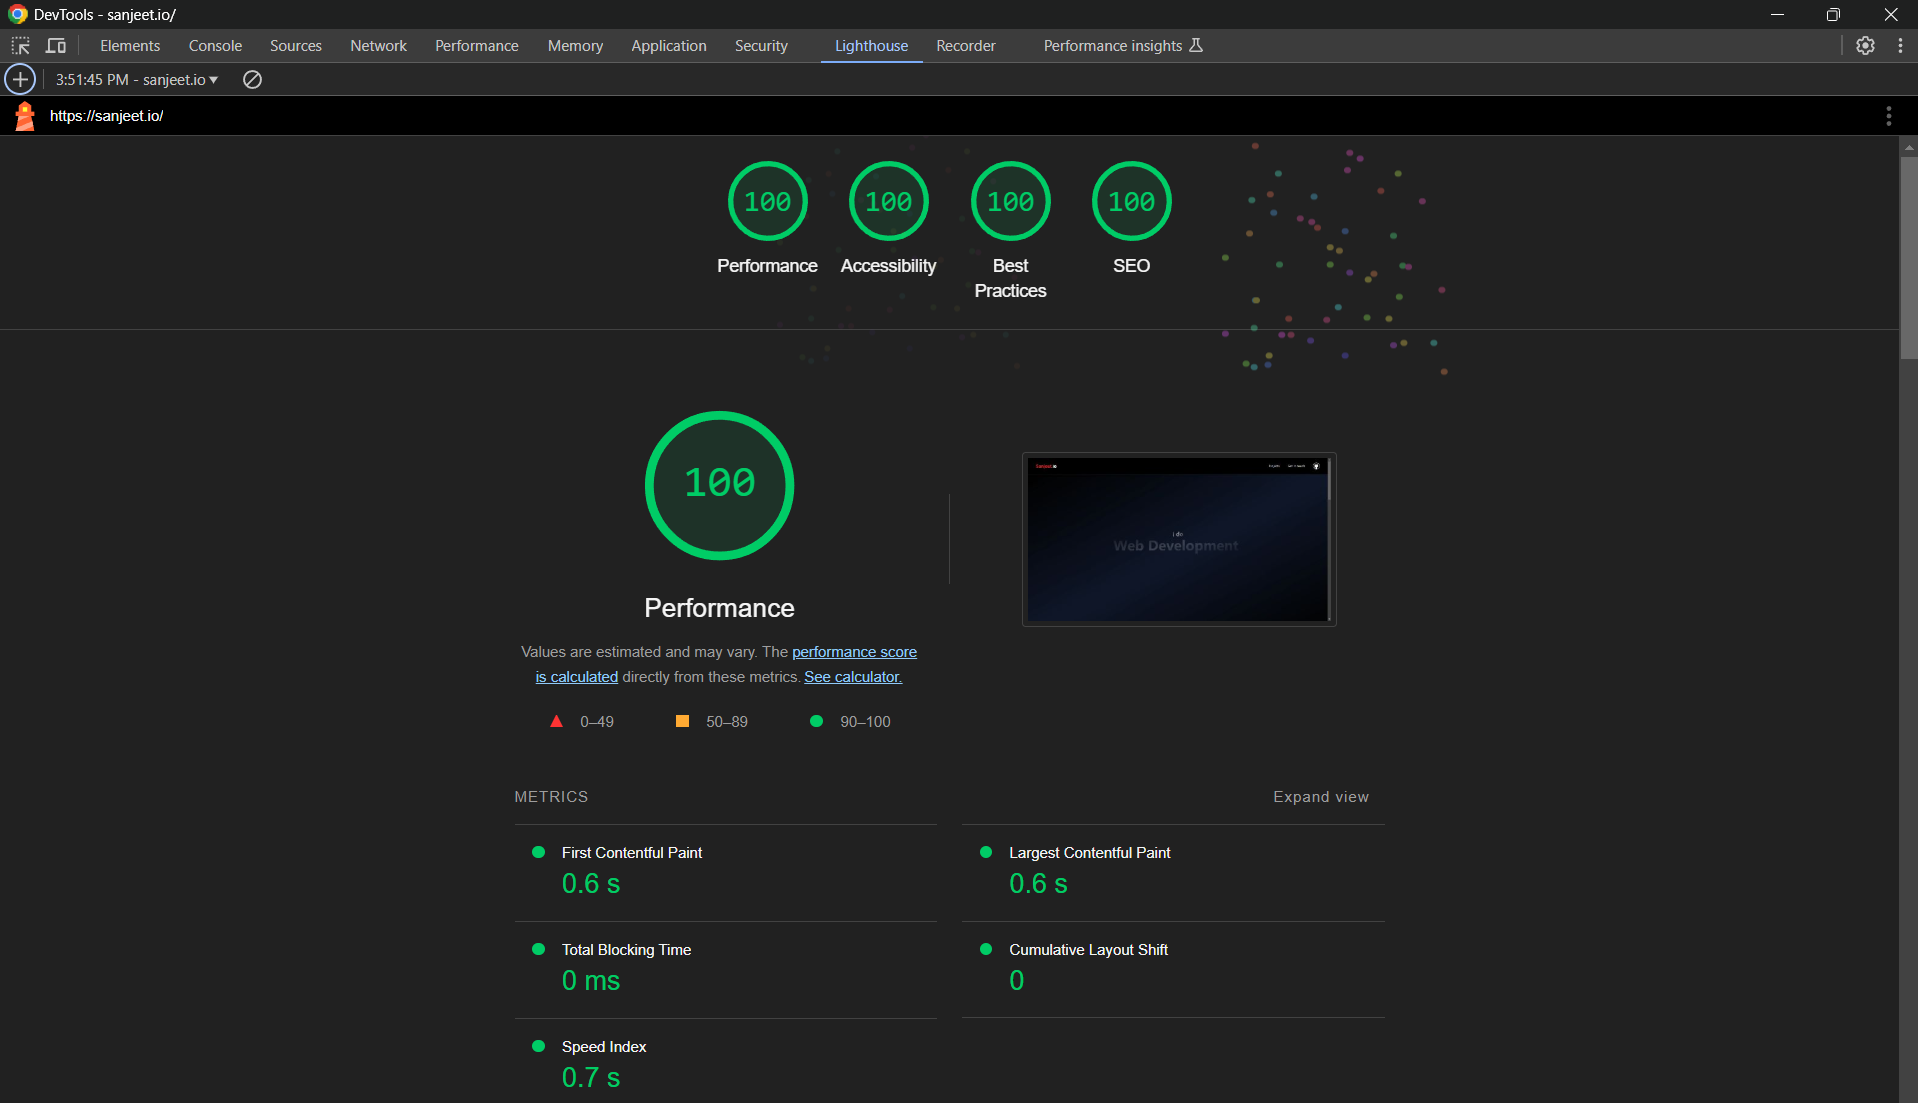 DevTools - sanjeet.io/
Elements Console Sources Network Performance Memory Application Security Lighthouse Recorder Performance insights
3:51:45 PM - sanjeet.io
https://sanjeet.io/
100 100 100 100
Performance Accessibility Best Practices SEO
100
i do
Web Development
Performance
Values are estimated and may vary. The performance score
is calculated directly from these metrics. See calculator.
0–49 50–89 90–100
METRICS Expand view
First Contentful Paint
0.6 s
Largest Contentful Paint
0.6 s
Total Blocking Time
0 ms
Cumulative Layout Shift
0
Speed Index
0.7 s